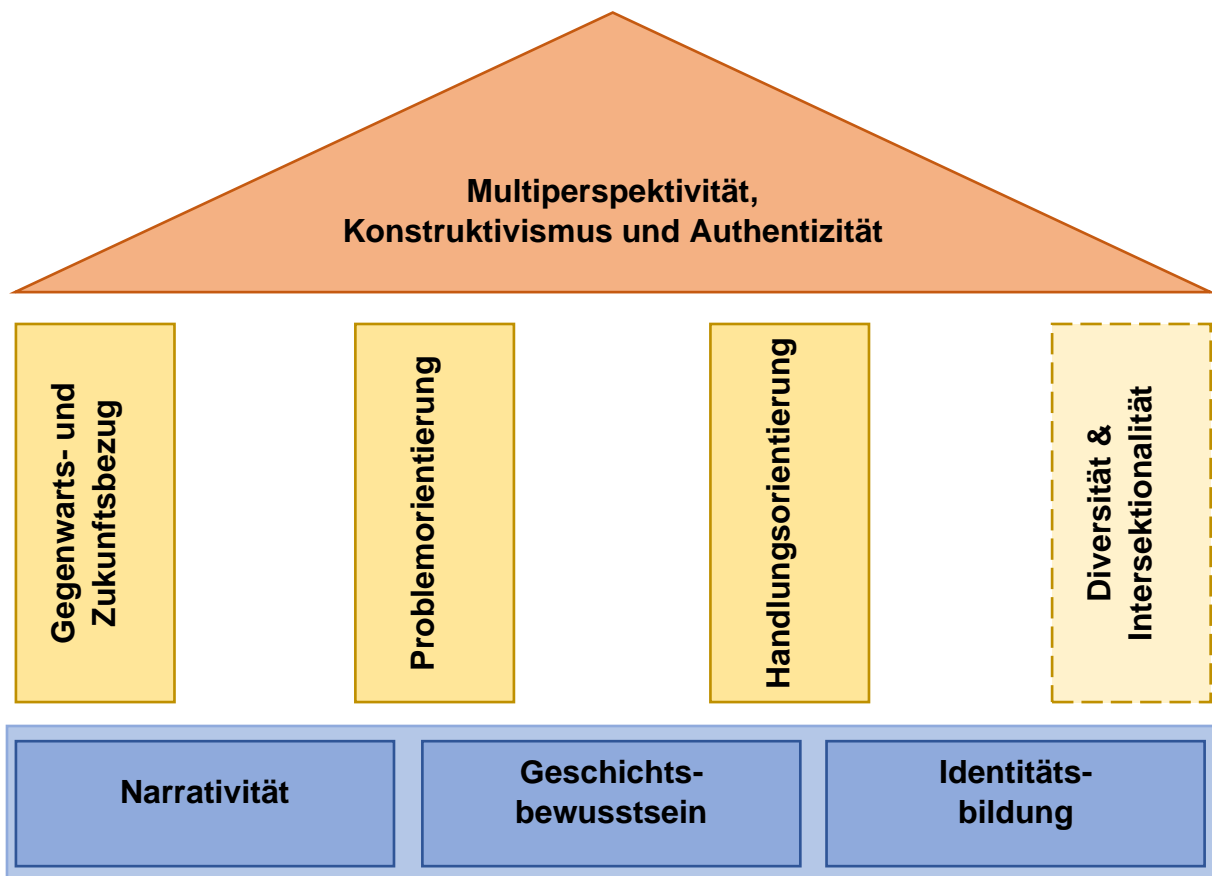 Multiperspektivität,
Konstruktivismus und Authentizität
Gegenwarts- und
Zukunftsbezug
Problemorientierung
Handlungsorientierung
Diversität &
Intersektionalität
Narrativität
Geschichts-
bewusstsein
Identitäts-
bildung